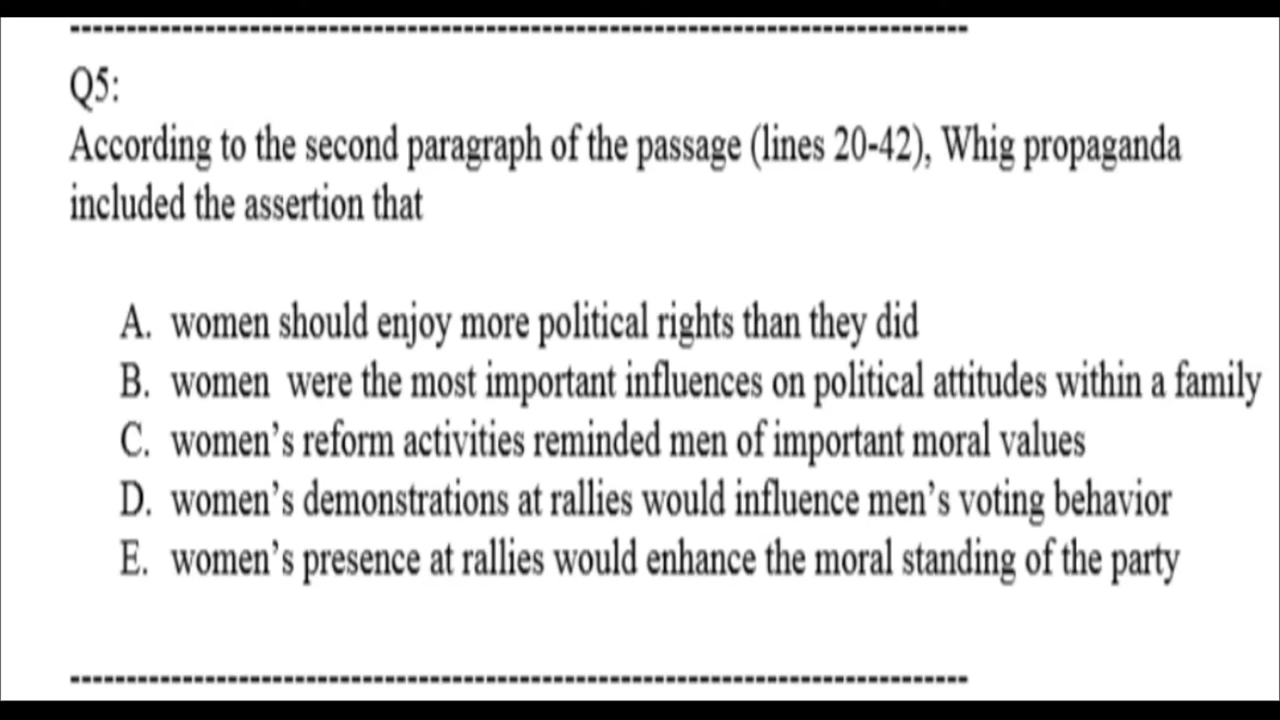 --------------------------------------------------------------------------------
Q5:
According to the second paragraph of the passage (lines 20-42), Whig propaganda
included the assertion that
A. women should enjoy more political rights than they did
B. women were the most important influences on political attitudes within a family
C. women's reform activities reminded men of important moral values
D. women's demonstrations at rallies would influence men's voting behavior
E. women's presence at rallies would enhance the moral standing of the party
--------------------------------------------------------------------------------